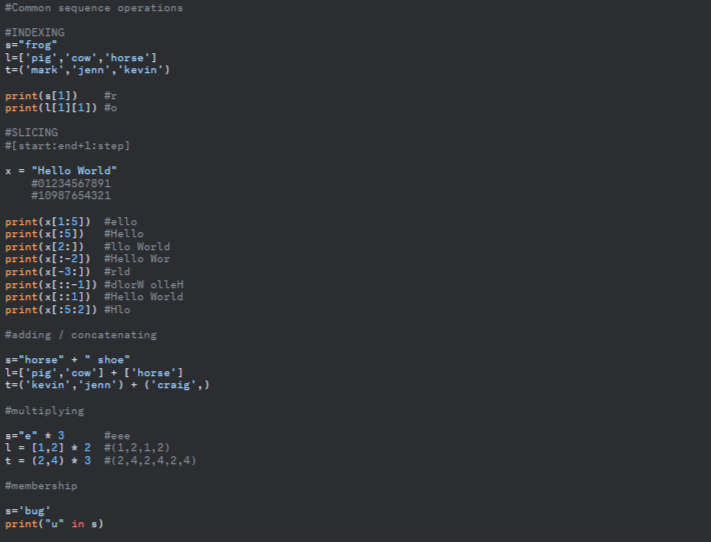 #Common sequence operations
#INDEXING
s="frog"
l=['pig','cow','horse']
t=('mark','jenn','kevin')
print(s[1])    #r
print(l[1][1]) #o
#SLICING
#[start:end+1:step]
x = "Hello World"
    #01234567891
    #10987654321
print(x[1:5])  #ello
print(x[:5])   #Hello
print(x[2:])   #llo World
print(x[:-2])  #Hello Wor
print(x[-3:])  #rld
print(x[::-1]) #dlorW olleH
print(x[::1])  #Hello World
print(x[:5:2]) #Hlo
#adding / concatenating
s="horse" + " shoe"
l=['pig','cow'] + ['horse']
t=('kevin','jenn') + ('craig',)
#multiplying
s="e" * 3      #eee
l = [1,2] * 2  #(1,2,1,2)
t = (2,4) * 3  #(2,4,2,4,2,4)
#membership
s='bug'
print("u" in s)